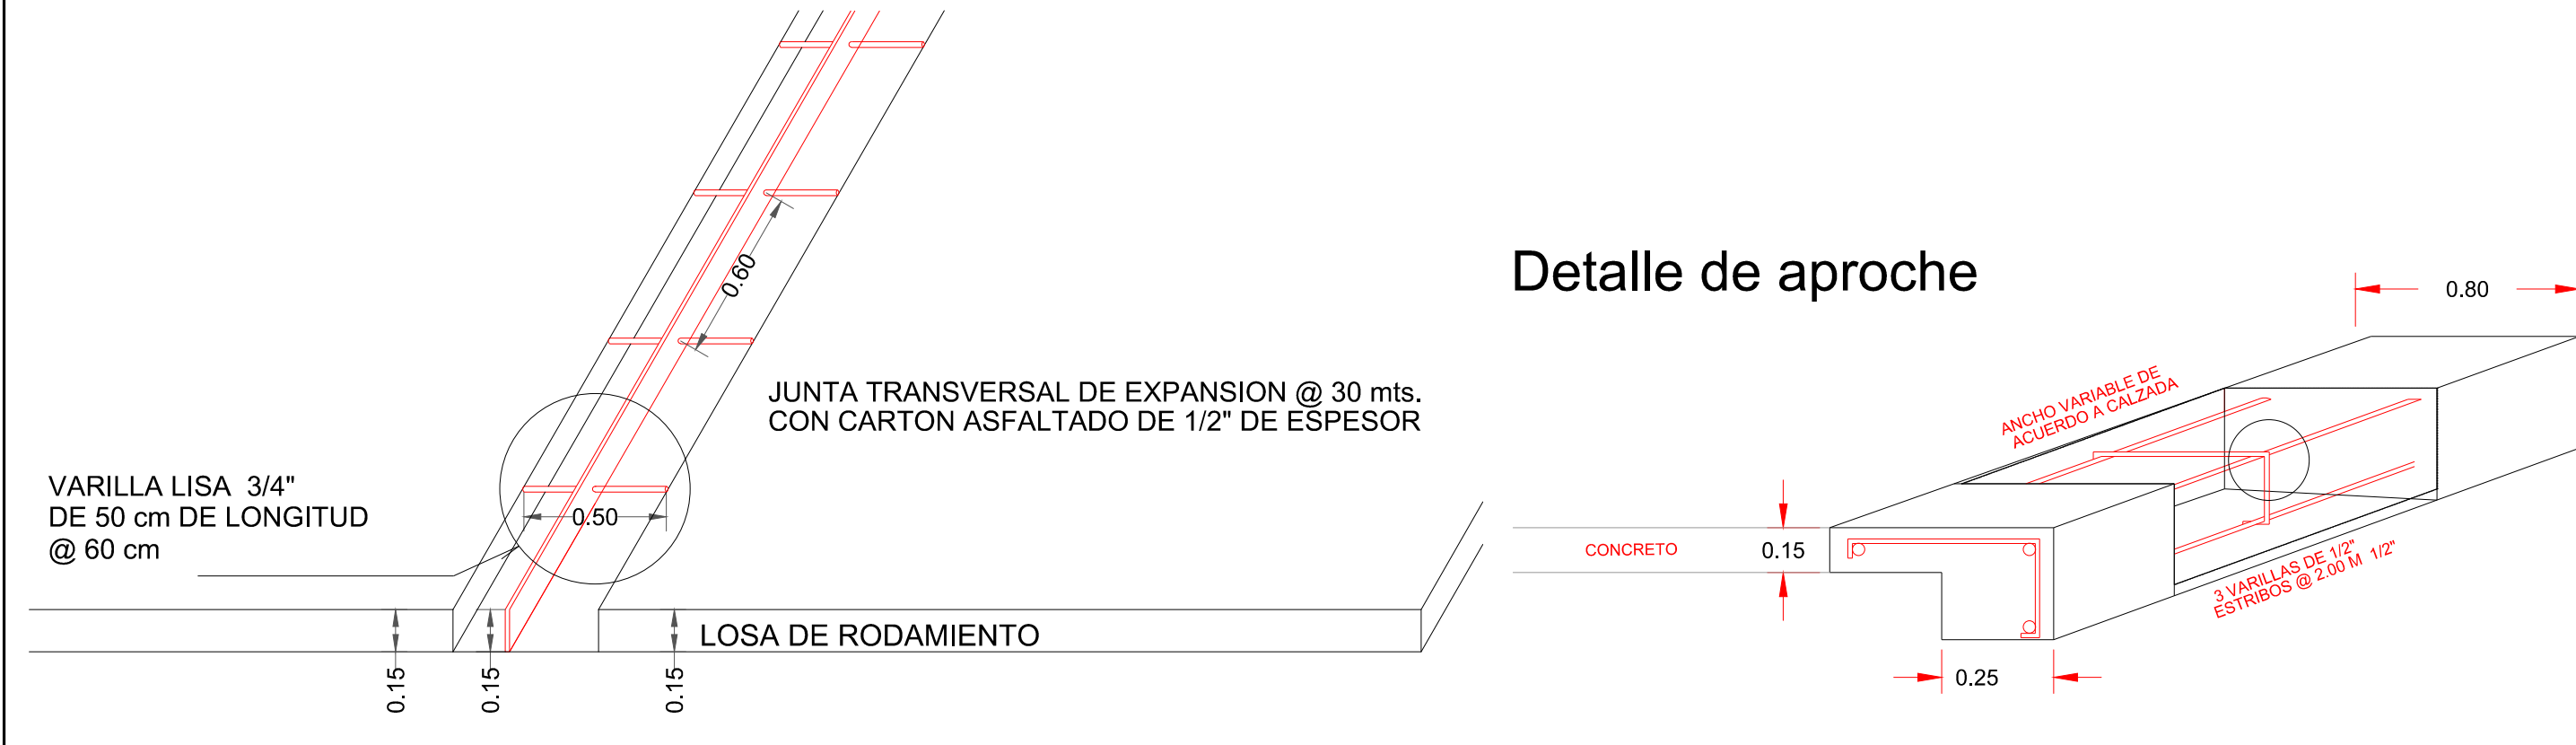 0.60
JUNTA TRANSVERSAL DE EXPANSION @ 30 mts.
CON CARTON ASFALTADO DE 1/2" DE ESPESOR
VARILLA LISA 3/4"
DE 50 cm DE LONGITUD
@ 60 cm
0.50
LOSA DE RODAMIENTO
0.15
0.15
0.15
Detalle de aproche
0.80
ANCHO VARIABLE DE
ACUERDO A CALZADA
CONCRETO
0.15
3 VARILLAS DE 1/2"
ESTRIBOS @ 2.00 M 1/2"
0.25